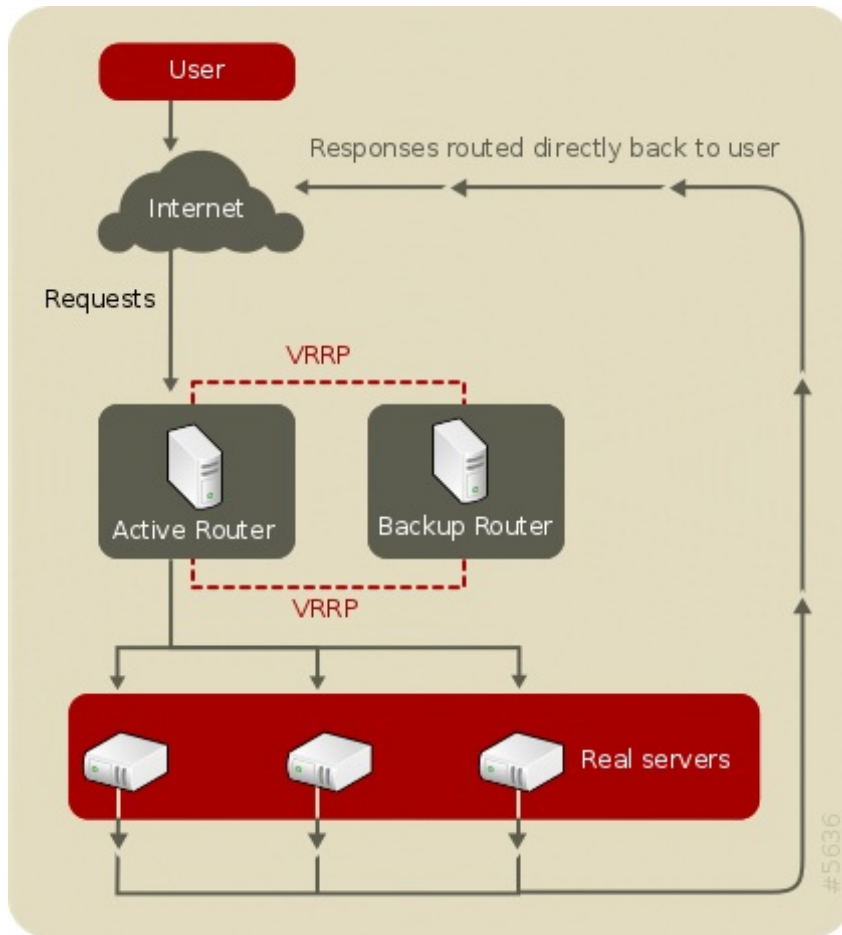 User
Responses routed directly back to user
Internet
Requests
VRRP
Active Router
Backup Router
VRRP
Real servers
#5636